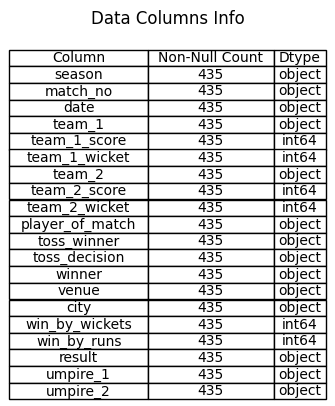 Data Columns Info
Column Non-Null Count Dtype
season 435 object
match_no 435 object
date 435 object
team_1 435 object
team_1_score 435 int64
team_1_wicket 435 int64
team_2 435 object
team_2_score 435 int64
team_2_wicket 435 int64
player_of_match 435 object
toss_winner 435 object
toss_decision 435 object
winner 435 object
venue 435 object
city 435 object
win_by_wickets 435 int64
win_by_runs 435 int64
result 435 object
umpire_1 435 object
umpire_2 435 object